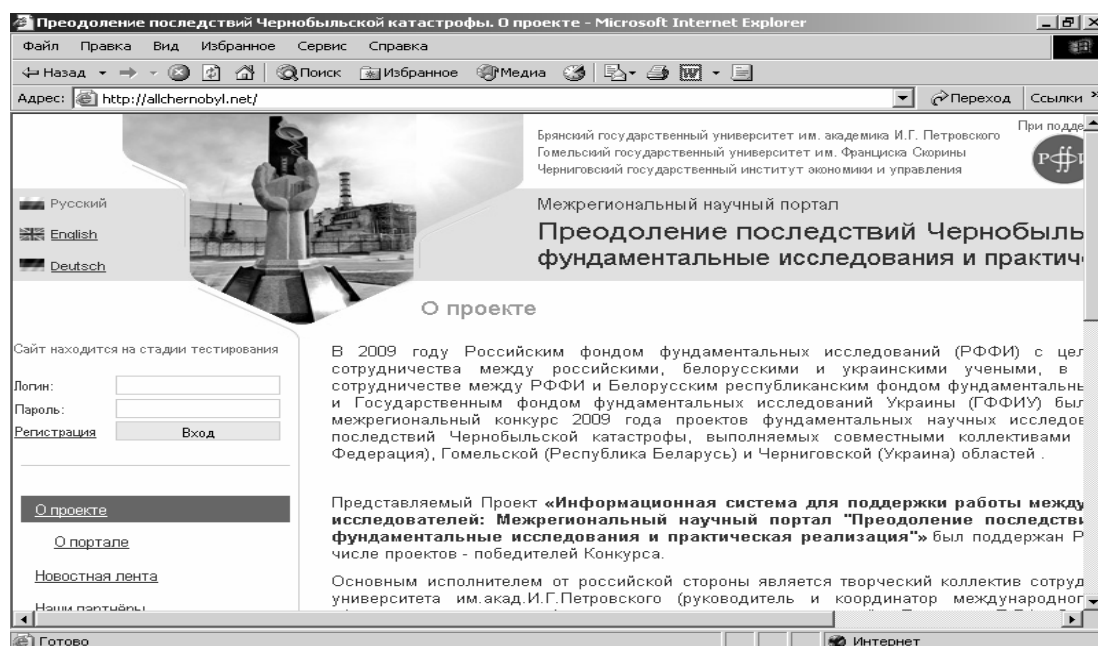 Преодоление последствий Чернобыльской катастрофы. О проекте - Microsoft Internet Explorer
Файл Правка Вид Избранное Сервис Справка
Назад Поиск Избранное Медиа
Адрес: http://allchernobyl.net/ Переход Ссылки »
Брянский государственный университет им. академика И.Г. Петровского
Гомельский государственный университет им. Франциска Скорины
Черниговский государственный институт экономики и управления
При подде
РФФИ
Русский
English
Deutsch
Межрегиональный научный портал
Преодоление последствий Чернобыль
фундаментальные исследования и практич
О проекте
Сайт находится на стадии тестирования
Логин:
Пароль:
Регистрация Вход
О проекте
О портале
Новостная лента
Наши партнёры
В 2009 году Российским фондом фундаментальных исследований (РФФИ) с цел
сотрудничества между российскими, белорусскими и украинскими учеными, в
сотрудничестве между РФФИ и Белорусским республиканским фондом фундаментальны
и Государственным фондом фундаментальных исследований Украины (ГФФИУ) был
межрегиональный конкурс 2009 года проектов фундаментальных научных исследов
последствий Чернобыльской катастрофы, выполняемых совместными коллективами
Федерация), Гомельской (Республика Беларусь) и Черниговской (Украина) областей .
Представляемый Проект «Информационная система для поддержки работы между
исследователей: Межрегиональный научный портал "Преодоление последстви
фундаментальные исследования и практическая реализация"» был поддержан Р
числе проектов - победителей Конкурса.
Основным исполнителем от российской стороны является творческий коллектив сотруд
университета им.акад.И.Г.Петровского (руководитель и координатор международног
Готово Интернет